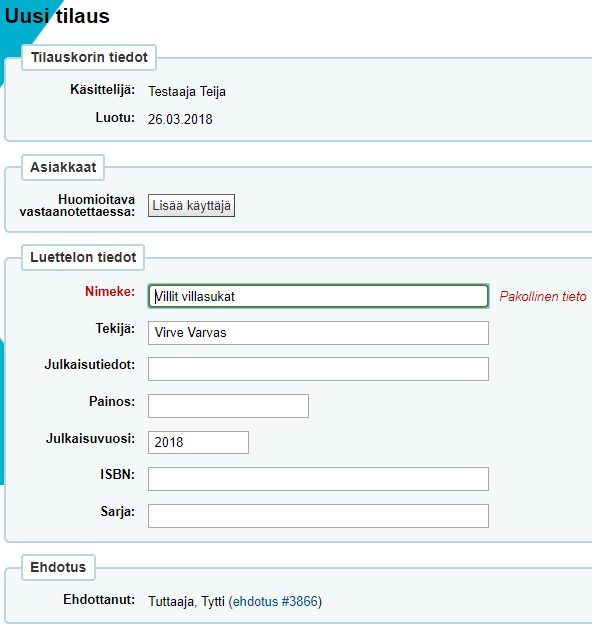 Uusi tilaus
Tilauskorin tiedot
Käsittelijä: Testaaja Teija
Luotu: 26.03.2018
Asiakkaat
Huomioitava
vastaanotettaessa: Lisää käyttäjä
Luettelon tiedot
Nimeke: Villit villasukat Pakollinen tieto
Tekijä: Virve Varvas
Julkaisutiedot:
Painos:
Julkaisuvuosi: 2018
ISBN:
Sarja:
Ehdotus
Ehdottanut: Tuttaaja, Tytti (ehdotus #3866)